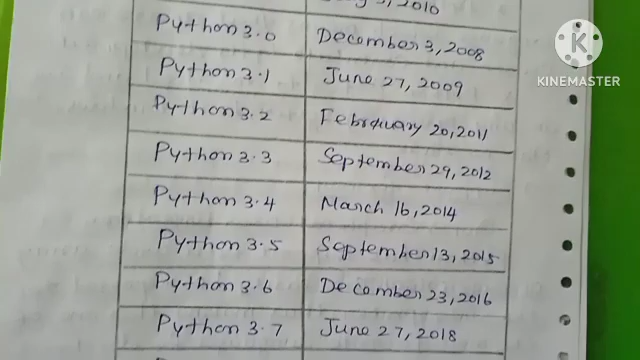 2010
Python 3.0 December 3, 2008
Python 3.1 June 27, 2009
Python 3.2 February 20, 2011
Python 3.3 September 29, 2012
Python 3.4 March 16, 2014
Python 3.5 September 13, 2015
Python 3.6 December 23, 2016
Python 3.7 June 27, 2018
KINEMASTER